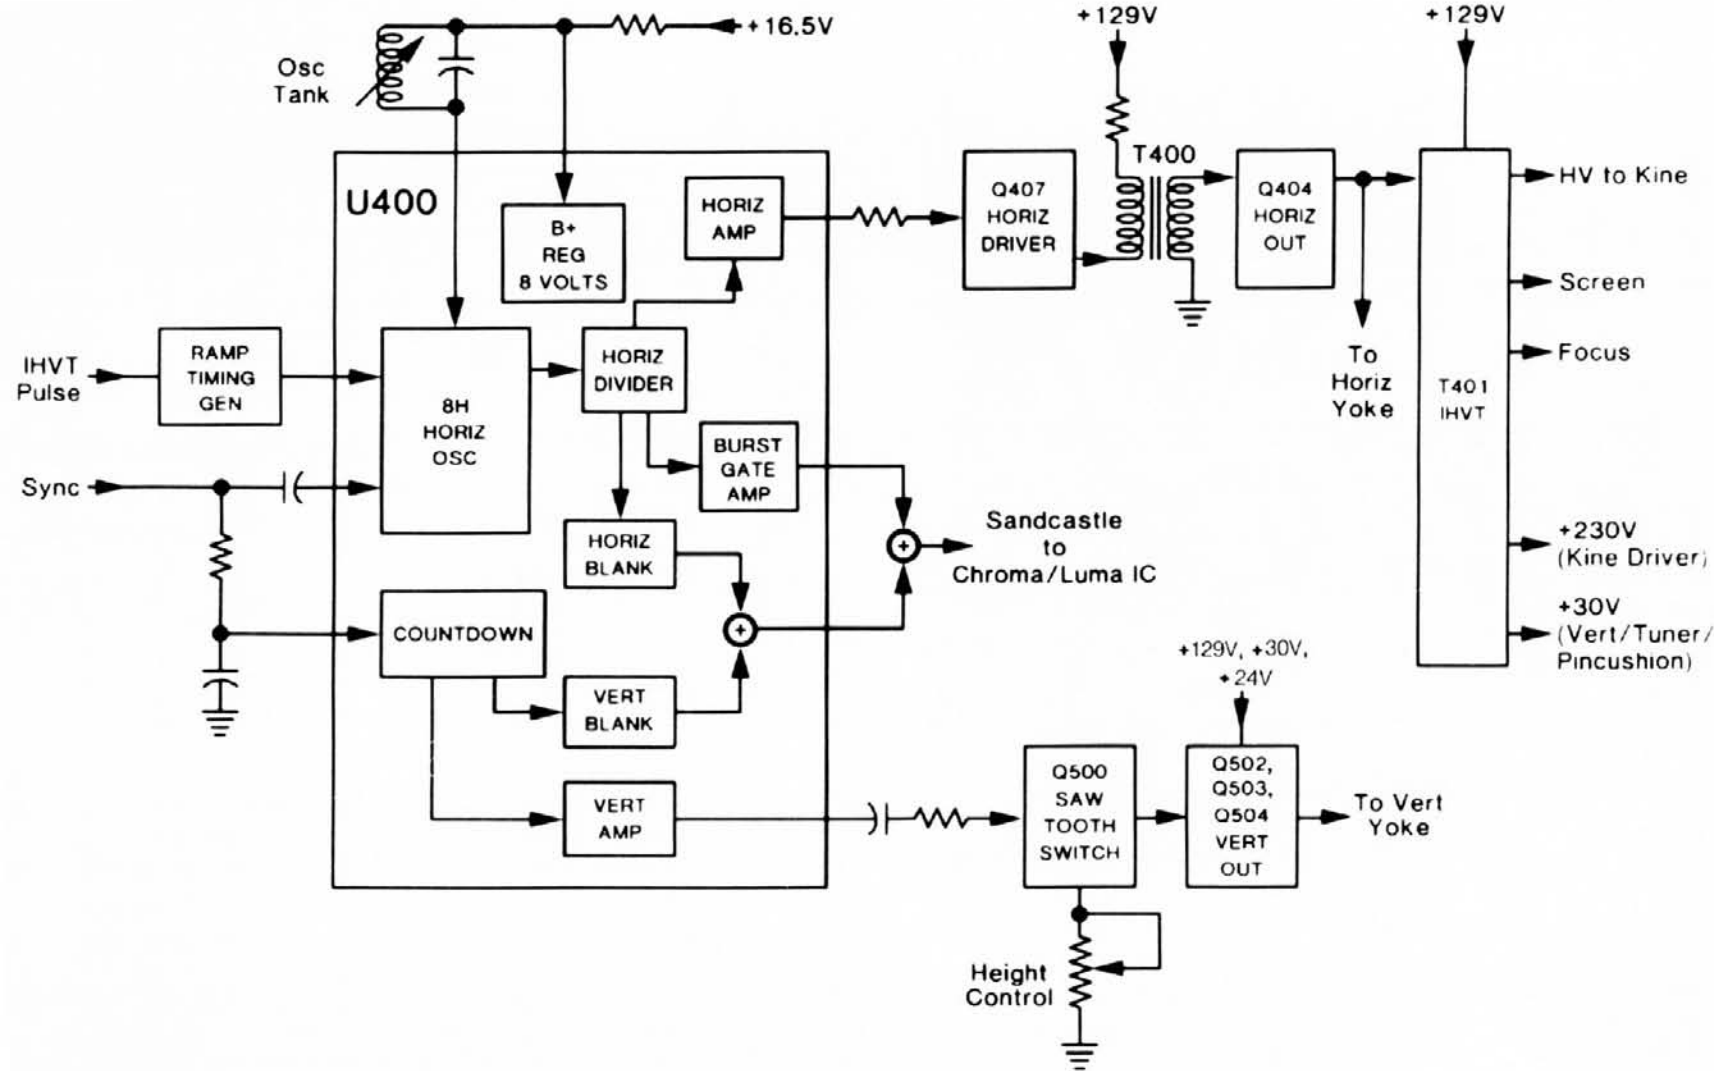 +16.5V
+129V
+129V
Osc
Tank
U400
B+
REG
8 VOLTS
HORIZ
AMP
Q407
HORIZ
DRIVER
T400
Q404
HORIZ
OUT
HV to Kine
Screen
Focus
To
Horiz
Yoke
T401
IHVT
+230V
(Kine Driver)
+30V
(Vert/Tuner/
Pincushion)
IHVT
Pulse
RAMP
TIMING
GEN
8H
HORIZ
OSC
HORIZ
DIVIDER
BURST
GATE
AMP
Sync
HORIZ
BLANK
+
+
Sandcastle
to
Chroma/Luma IC
COUNTDOWN
VERT
BLANK
VERT
AMP
+129V, +30V,
+24V
Q500
SAW
TOOTH
SWITCH
Q502,
Q503,
Q504
VERT
OUT
To Vert
Yoke
Height
Control